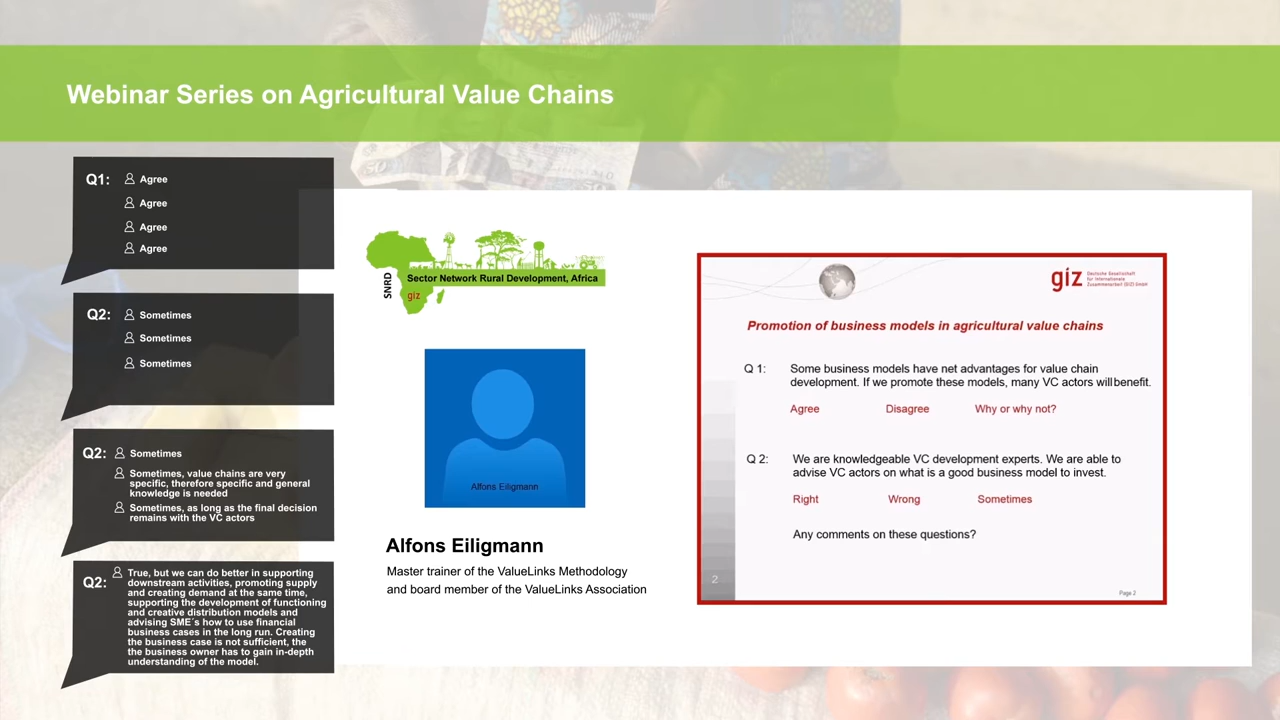 Webinar Series on Agricultural Value Chains
Q1: Agree
Agree
Agree
Agree
Q2: Sometimes
Sometimes
Sometimes
Q2: Sometimes
Sometimes, value chains are very
specific, therefore specific and general
knowledge is needed
Sometimes, as long as the final decision
remains with the VC actors
Q2: True, but we can do better in supporting
downstream activities, promoting supply
and creating demand at the same time,
supporting the development of functioning
and creative distribution models and
advising SME´s how to use financial
business cases in the long run. Creating
the business case is not sufficient, the
the business owner has to gain in-depth
understanding of the model.
SNRD
Sector Network Rural Development, Africa
giz
Alfons Eiligmann
Alfons Eiligmann
Master trainer of the ValueLinks Methodology
and board member of the ValueLinks Association
giz
Deutsche Gesellschaft
für Internationale
Zusammenarbeit (GIZ) GmbH
Promotion of business models in agricultural value chains
Q 1: Some business models have net advantages for value chain
development. If we promote these models, many VC actors will benefit.
Agree Disagree Why or why not?
Q 2: We are knowledgeable VC development experts. We are able to
advise VC actors on what is a good business model to invest.
Right Wrong Sometimes
Any comments on these questions?
2
Page 2